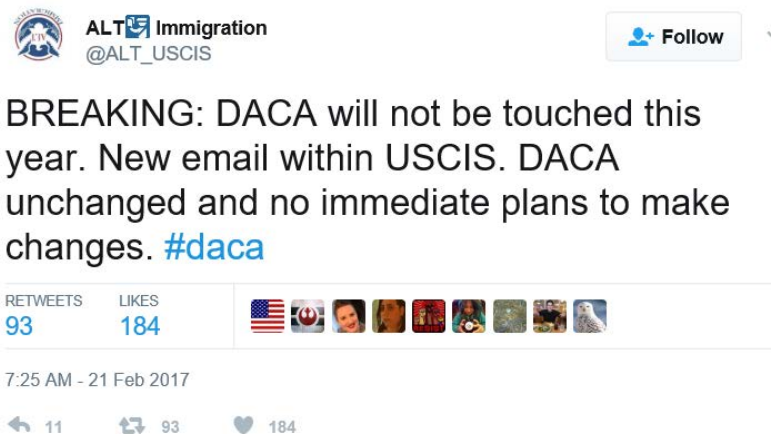 ALT Immigration
@ALT_USCIS
Follow
BREAKING: DACA will not be touched this
year. New email within USCIS. DACA
unchanged and no immediate plans to make
changes. #daca
RETWEETS LIKES
93 184
7:25 AM - 21 Feb 2017
11 93 184